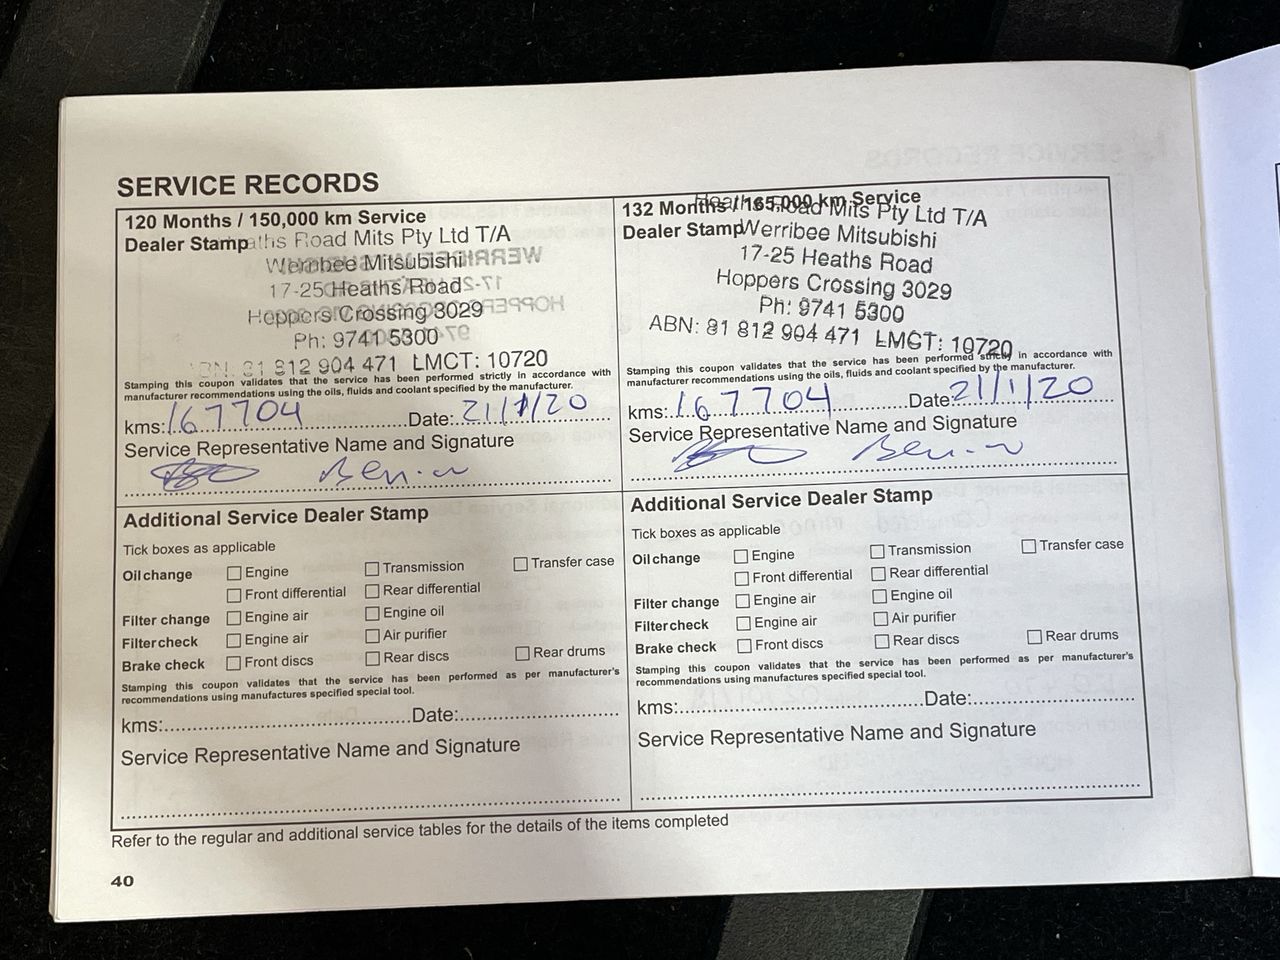 SERVICE RECORDS
120 Months / 150,000 km Service
Dealer Stamp
aths Road Mits Pty Ltd T/A
Werribee Mitsubishi
17-25 Heaths Road
Hoppers Crossing 3029
Ph: 9741 5300
ABN: 81 812 904 471 LMCT: 10720
Stamping this coupon validates that the service has been performed strictly in accordance with
manufacturer recommendations using the oils, fluids and coolant specified by the manufacturer.
kms: 167704 Date: 21/1/20
Service Representative Name and Signature
Additional Service Dealer Stamp
Tick boxes as applicable
Oil change Engine Transmission Transfer case
Front differential Rear differential
Filter change Engine air Engine oil
Filter check Engine air Air purifier
Brake check Front discs Rear discs Rear drums
Stamping this coupon validates that the service has been performed as per manufacturer's
recommendations using manufactures specified special tool.
kms: Date:
Service Representative Name and Signature
132 Months / 165,000 km Service
Heaths Road Mits Pty Ltd T/A
Dealer Stamp
Werribee Mitsubishi
17-25 Heaths Road
Hoppers Crossing 3029
Ph: 9741 5300
ABN: 81 812 904 471 LMCT: 10720
Stamping this coupon validates that the service has been performed strictly in accordance with
manufacturer recommendations using the oils, fluids and coolant specified by the manufacturer.
kms: 167704 Date: 21/1/20
Service Representative Name and Signature
Additional Service Dealer Stamp
Tick boxes as applicable
Oil change Engine Transmission Transfer case
Front differential Rear differential
Filter change Engine air Engine oil
Filter check Engine air Air purifier
Brake check Front discs Rear discs Rear drums
Stamping this coupon validates that the service has been performed as per manufacturer's
recommendations using manufactures specified special tool.
kms: Date:
Service Representative Name and Signature
Refer to the regular and additional service tables for the details of the items completed
40